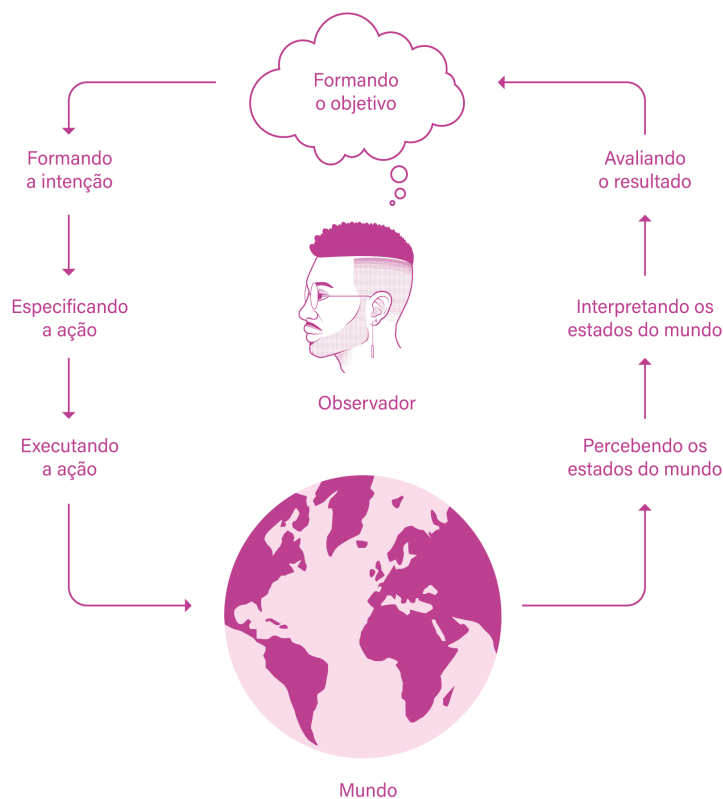 Formando
o objetivo
Formando
a intenção
Avaliando
o resultado
Especificando
a ação
Interpretando os
estados do mundo
Observador
Executando
a ação
Percebendo os
estados do mundo
Mundo